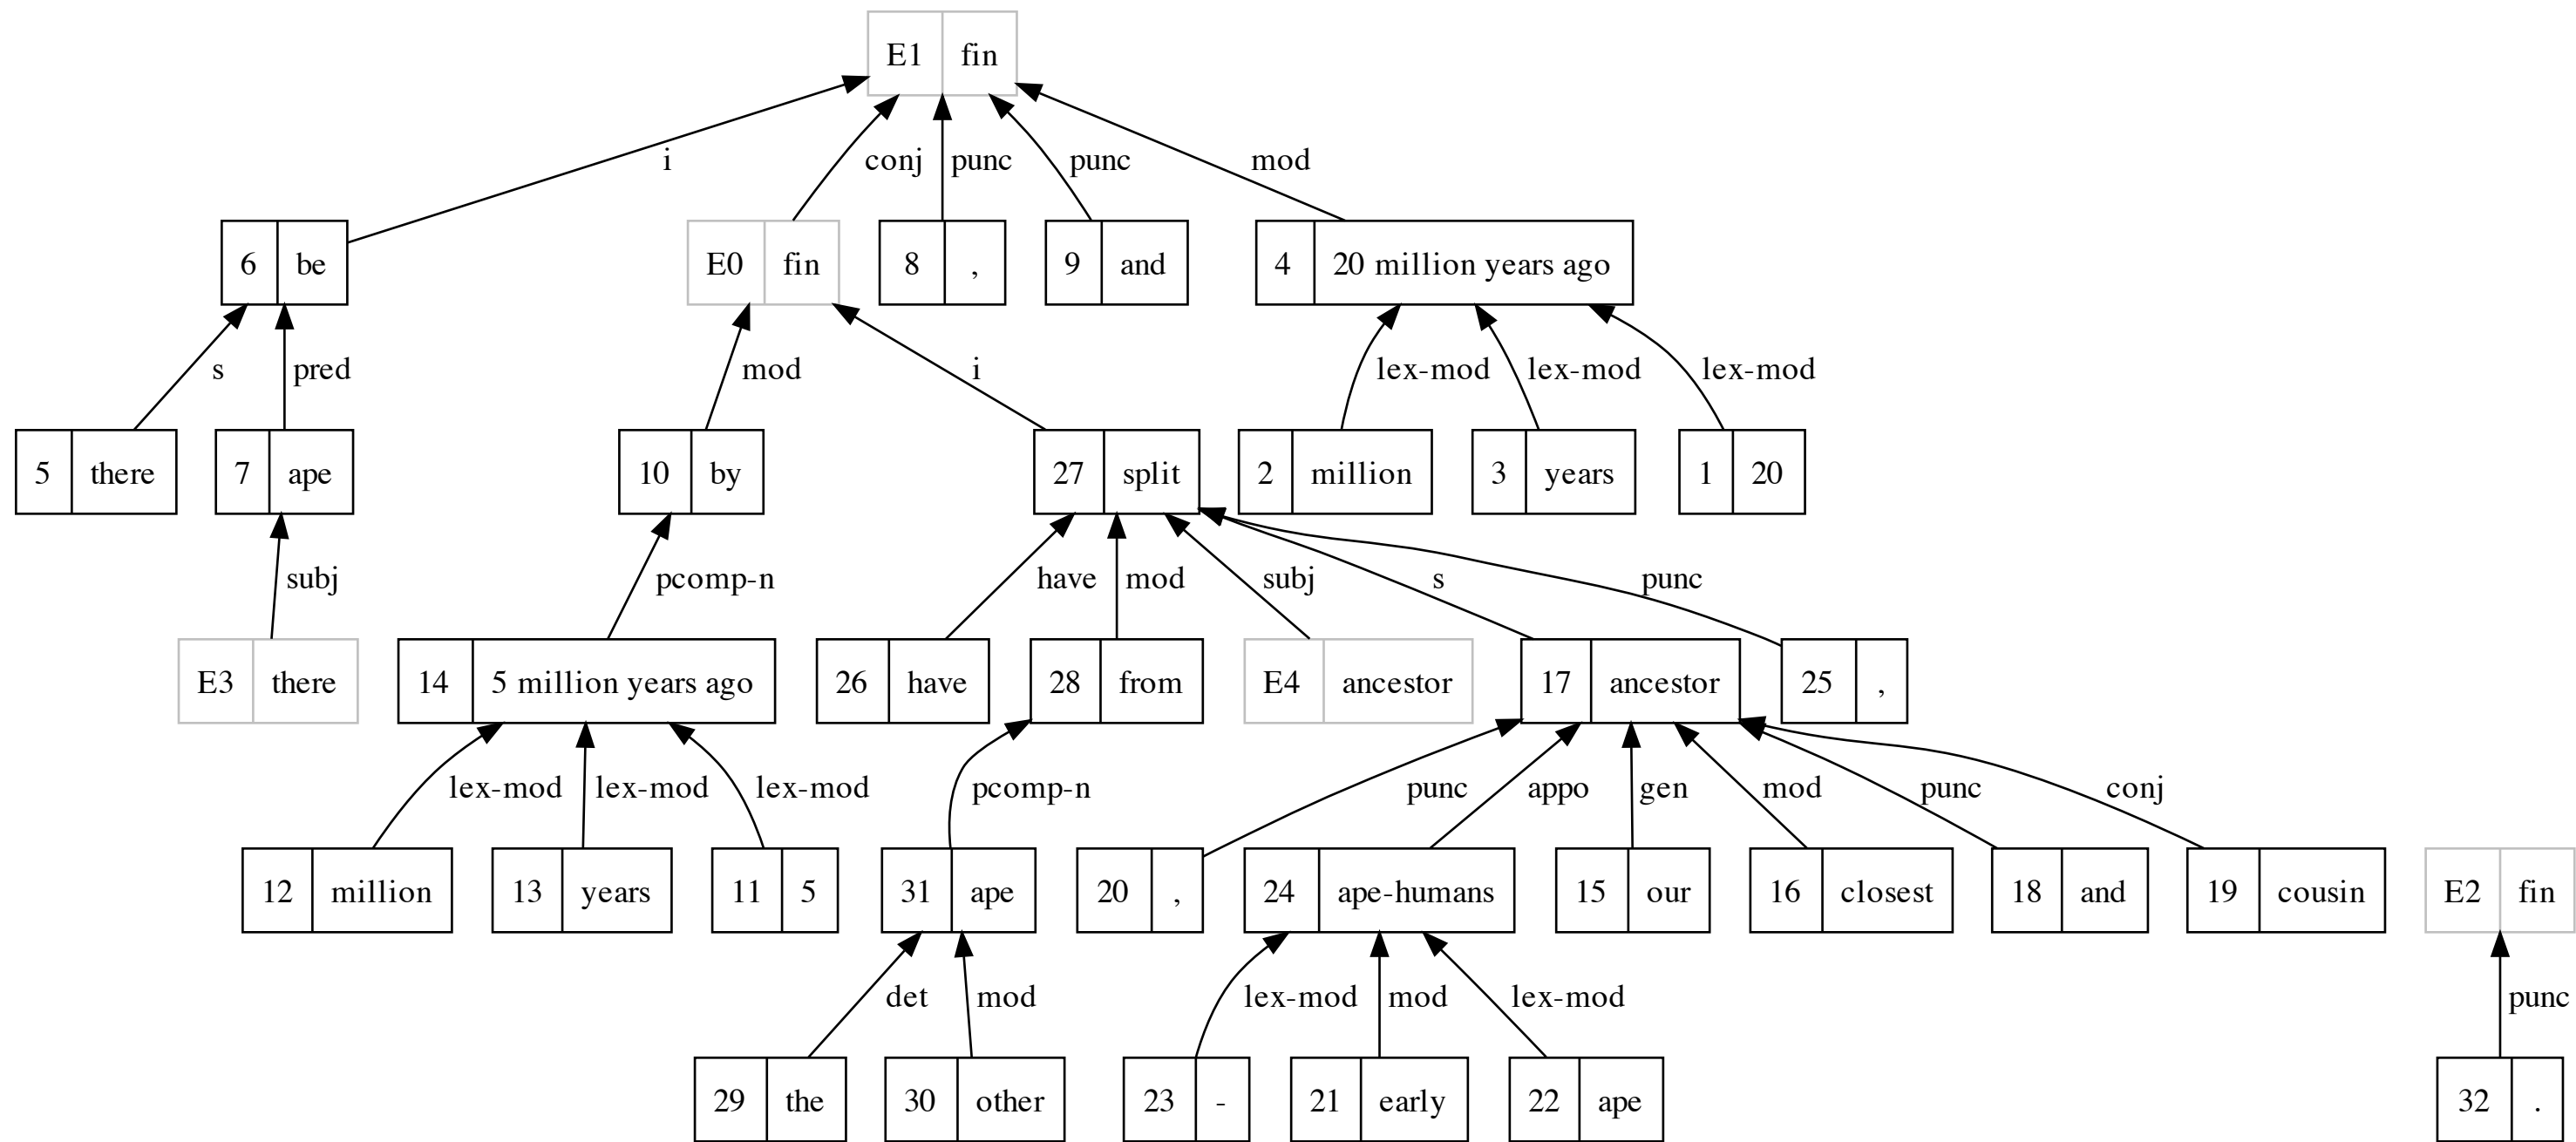 E1 fin
i conj punc punc mod
6 be E0 fin 8 , 9 and 4 20 million years ago
s pred mod i lex-mod lex-mod lex-mod
5 there 7 ape 10 by 27 split 2 million 3 years 1 20
subj pcomp-n have mod subj s punc
E3 there 14 5 million years ago 26 have 28 from E4 ancestor 17 ancestor 25 ,
lex-mod lex-mod lex-mod pcomp-n punc appo gen mod punc conj
12 million 13 years 11 5 31 ape 20 , 24 ape-humans 15 our 16 closest 18 and 19 cousin E2 fin
det mod lex-mod mod lex-mod punc
29 the 30 other 23 - 21 early 22 ape 32 .